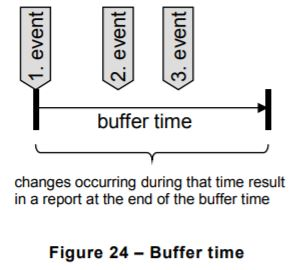 1. event
2. event
3. event
buffer time
changes occurring during that time result
in a report at the end of the buffer time
Figure 24 – Buffer time